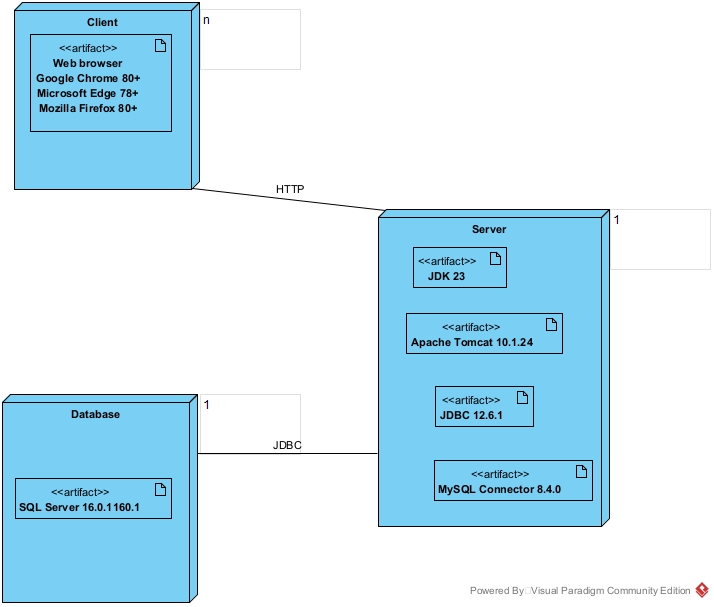 Client
n
<<artifact>>
Web browser
Google Chrome 80+
Microsoft Edge 78+
Mozilla Firefox 80+
HTTP
Server
1
<<artifact>>
JDK 23
<<artifact>>
Apache Tomcat 10.1.24
<<artifact>>
JDBC 12.6.1
<<artifact>>
MySQL Connector 8.4.0
Database
1
JDBC
<<artifact>>
SQL Server 16.0.1160.1
Powered By Visual Paradigm Community Edition